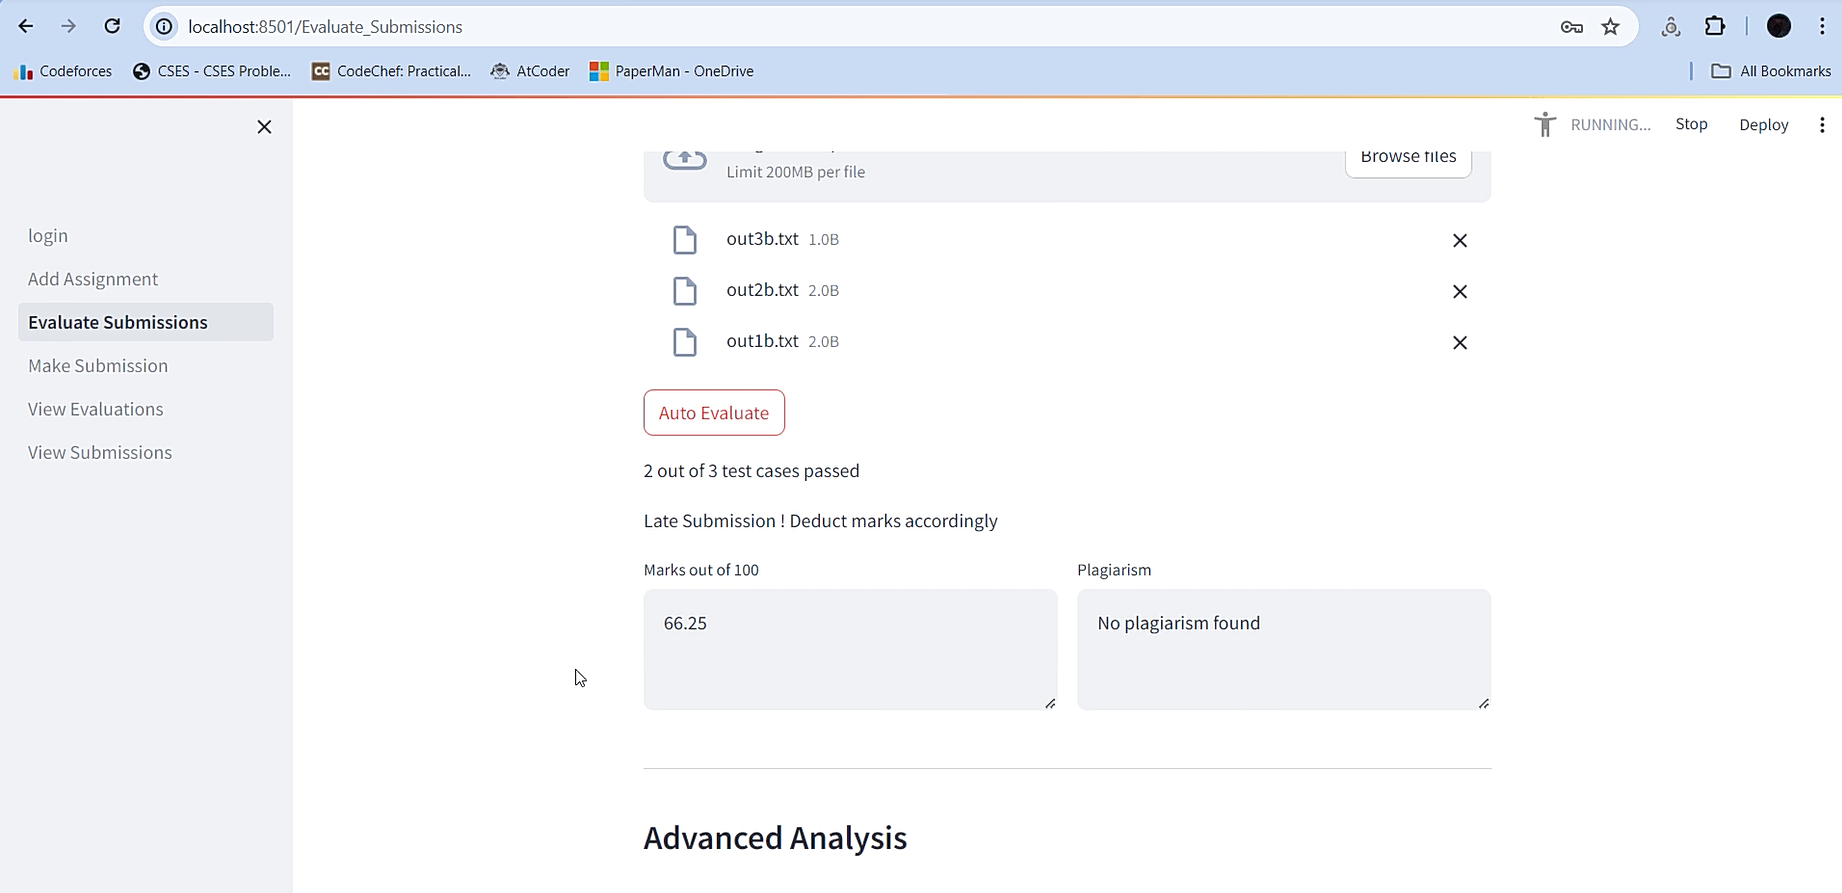 localhost:8501/Evaluate_Submissions
Codeforces CSES - CSES Proble... CC CodeChef: Practical... AtCoder PaperMan - OneDrive All Bookmarks
RUNNING... Stop Deploy
login
Add Assignment
Evaluate Submissions
Make Submission
View Evaluations
View Submissions
Browse files
Limit 200MB per file
out3b.txt 1.0B
out2b.txt 2.0B
out1b.txt 2.0B
Auto Evaluate
2 out of 3 test cases passed
Late Submission ! Deduct marks accordingly
Marks out of 100 Plagiarism
66.25 No plagiarism found
Advanced Analysis